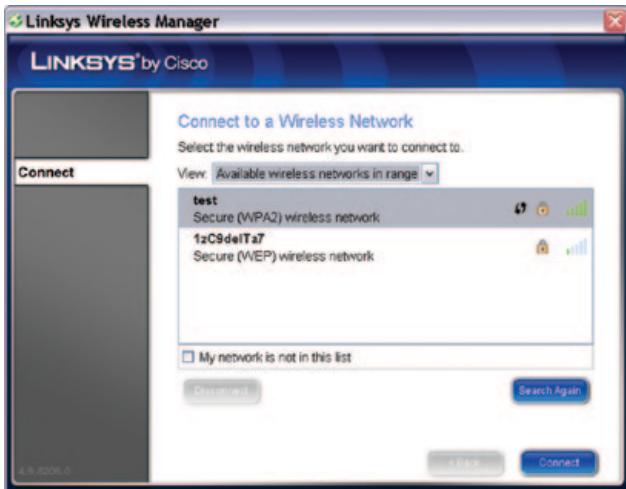 Linksys Wireless Manager
LINKSYS® by Cisco
Connect to a Wireless Network
Select the wireless network you want to connect to.
Connect
View: Available wireless networks in range
test
Secure (WPA2) wireless network
1zC9delTa7
Secure (WEP) wireless network
My network is not in this list
Disconnect
Search Again
< Back
Connect